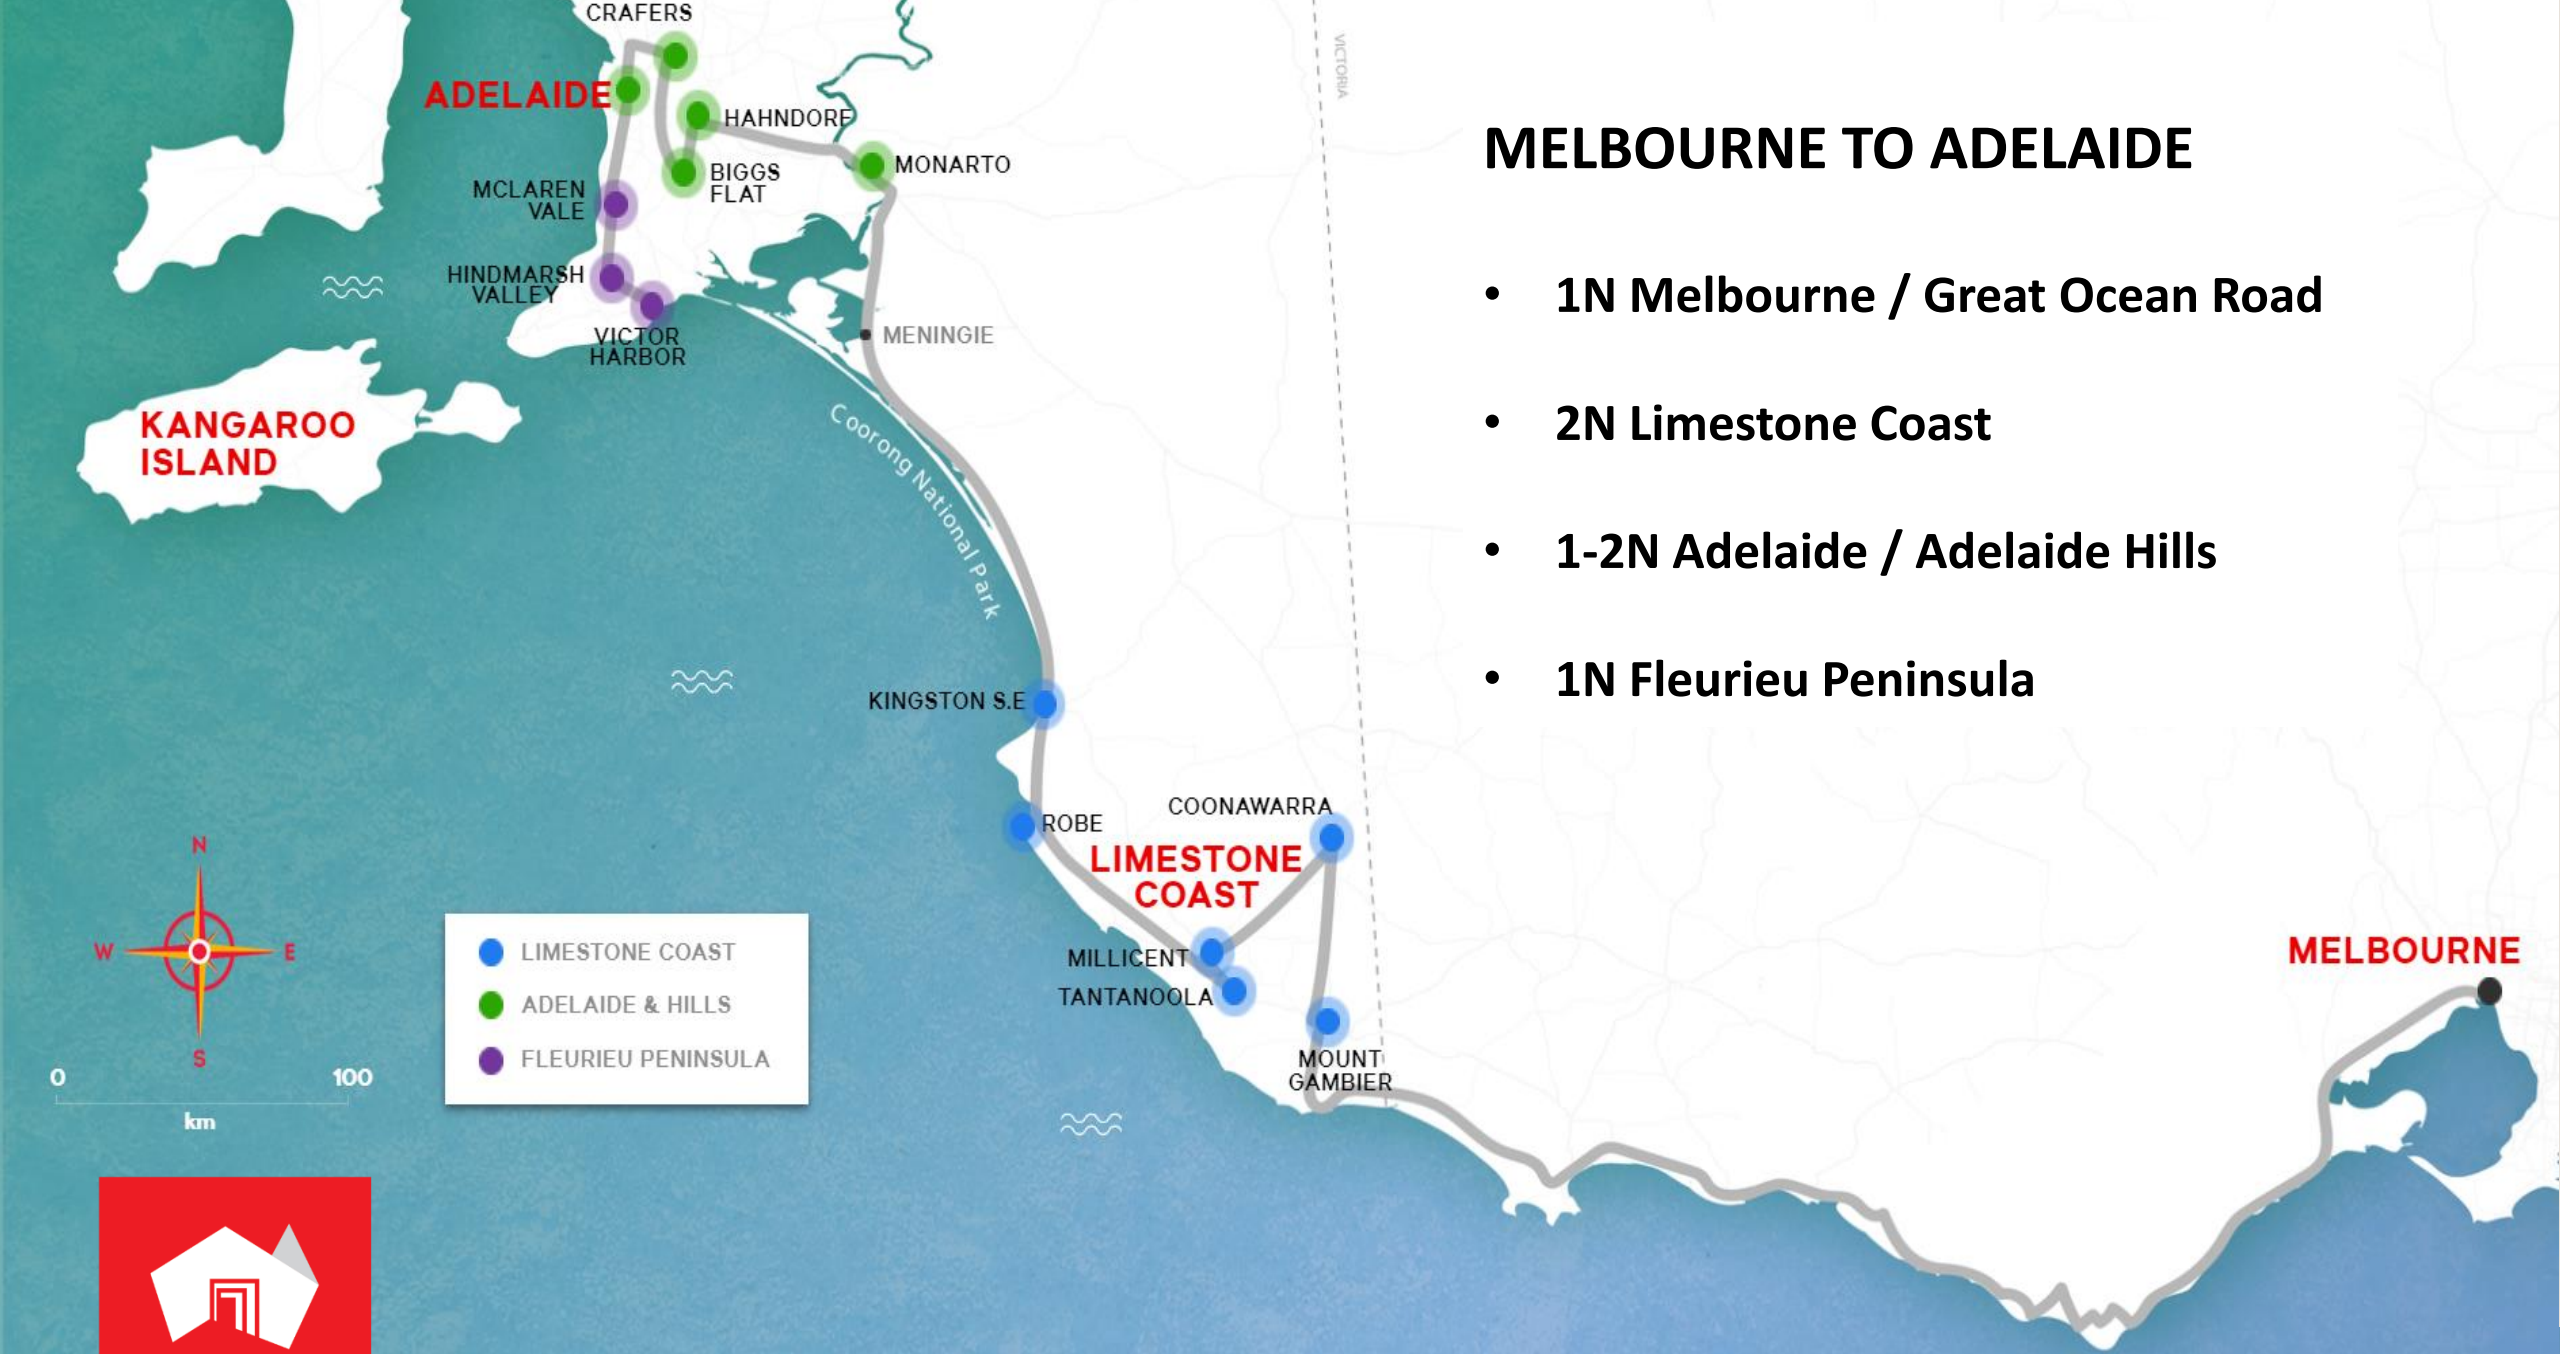 CRAFERS
ADELAIDE
HAHNDORF
BIGGS
FLAT
MONARTO
MCLAREN
VALE
HINDMARSH
VALLEY
VICTOR
HARBOR
MENINGIE
KANGAROO
ISLAND
Coorong National Park
VICTORIA
MELBOURNE TO ADELAIDE
• 1N Melbourne / Great Ocean Road
• 2N Limestone Coast
• 1-2N Adelaide / Adelaide Hills
• 1N Fleurieu Peninsula
KINGSTON S.E
ROBE
COONAWARRA
LIMESTONE
COAST
MILLICENT
TANTANOOLA
MOUNT
GAMBIER
MELBOURNE
N
W E
S
0 100
km
LIMESTONE COAST
ADELAIDE & HILLS
FLEURIEU PENINSULA